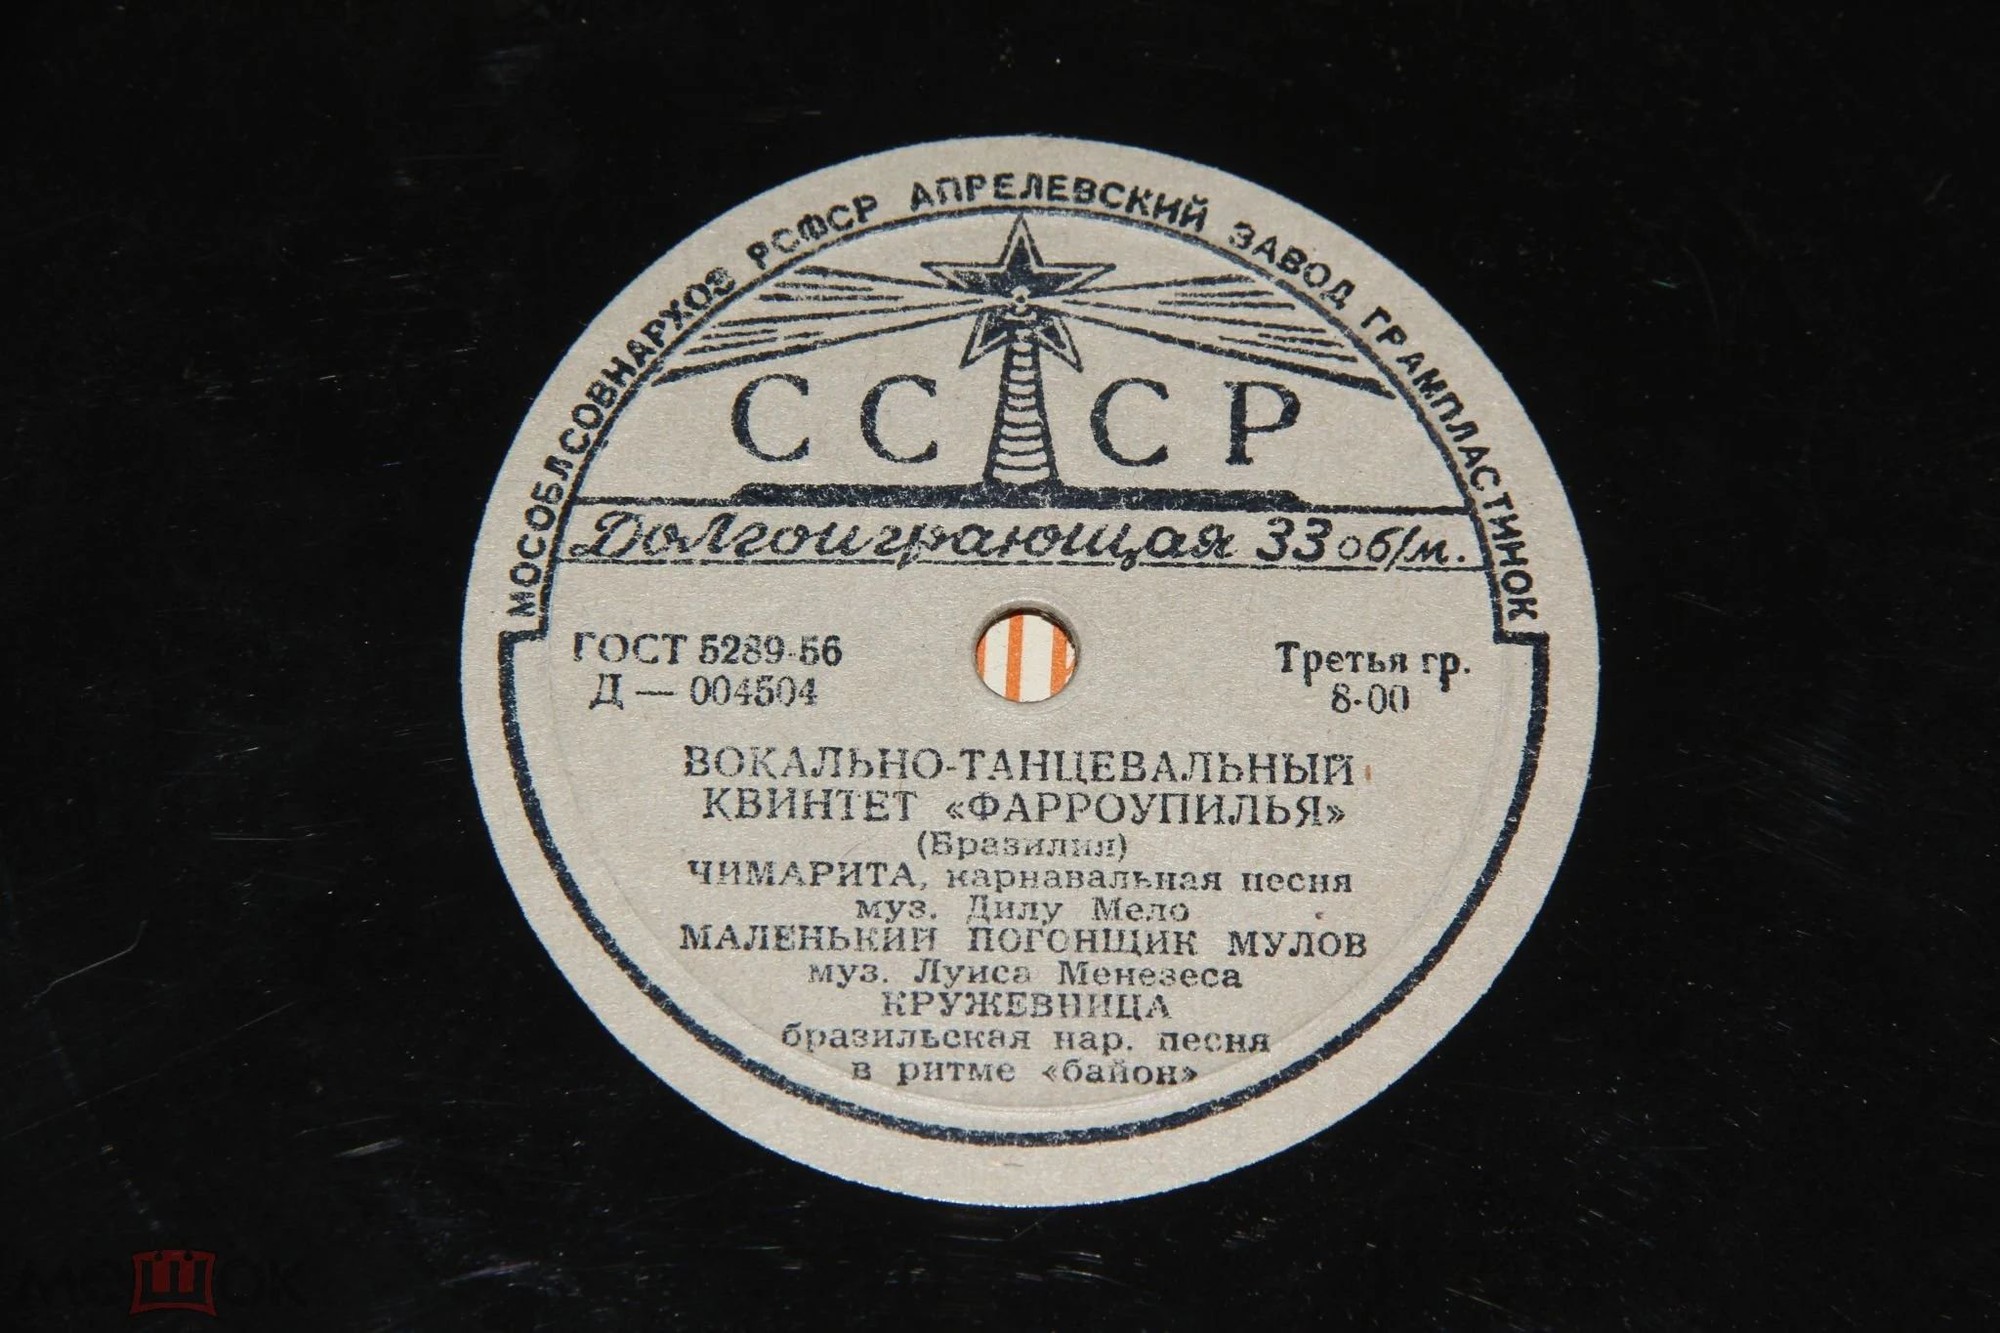 МОСОБЛСОВНАРХОЗ РСФСР АПРЕЛЕВСКИЙ ЗАВОД ГРАМПЛАСТИНОК
СССР
Долгоиграющая 33 об/м.
ГОСТ 5289-56
Д — 004504
Третья гр.
8-00
ВОКАЛЬНО-ТАНЦЕВАЛЬНЫЙ
КВИНТЕТ «ФАРРОУПИЛЬЯ»
(Бразилия)
ЧИМАРИТА, карнавальная песня
муз. Дилу Мело
МАЛЕНЬКИЙ ПОГОНЩИК МУЛОВ
муз. Луиса Менезеса
КРУЖЕВНИЦА
бразильская нар. песня
в ритме «байон»
мешок